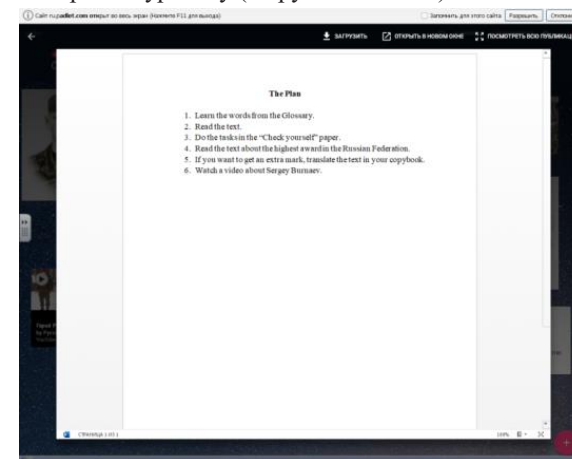 Сайт ru.padlet.com открыт во весь экран (Нажмите F11 для выхода)
Запомнить для этого сайта
Разрешить
ЗАГРУЗИТЬ
ОТКРЫТЬ В НОВОМ ОКНЕ
ПОСМОТРЕТЬ ВСЮ
The Plan
1. Learn the words from the Glossary.
2. Read the text.
3. Do the tasks in the “Check yourself” paper.
4. Read the text about the highest award in the Russian Federation.
5. If you want to get an extra mark, translate the text in your copybook.
6. Watch a video about Sergey Burnaev.
100%